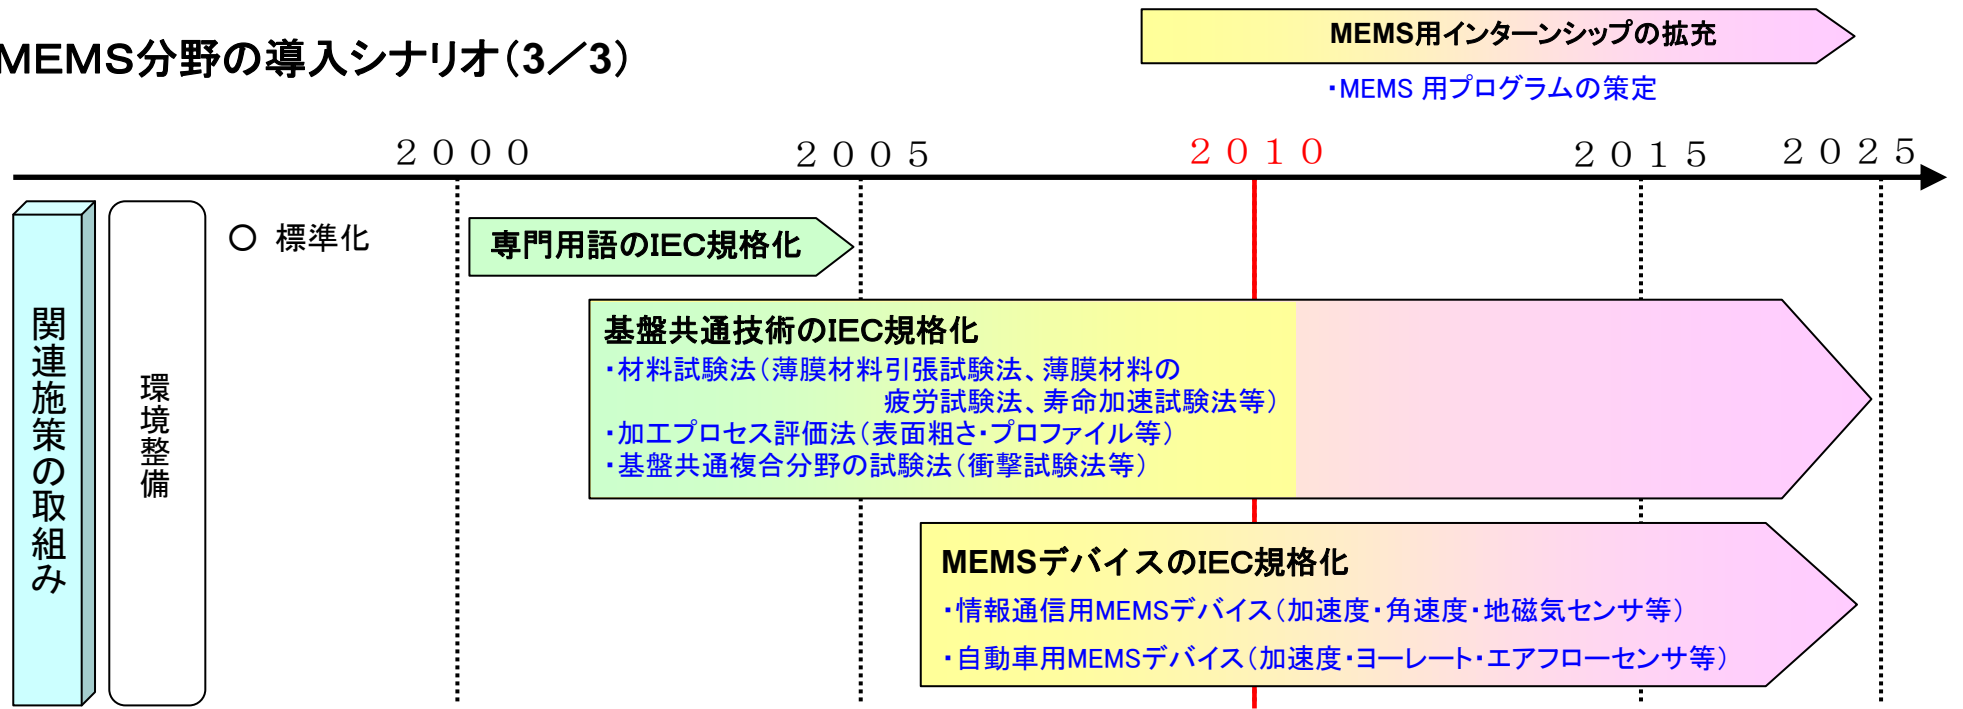 MEMS分野の導入シナリオ(3/3)
MEMS用インターンシップの拡充
・MEMS 用プログラムの策定
2000
2005
2010
2015
2025
関連施策の取組み
環境整備
○ 標準化
専門用語のIEC規格化
基盤共通技術のIEC規格化
・材料試験法(薄膜材料引張試験法、薄膜材料の
疲労試験法、寿命加速試験法等)
・加工プロセス評価法(表面粗さ・プロファイル等)
・基盤共通複合分野の試験法(衝撃試験法等)
MEMSデバイスのIEC規格化
・情報通信用MEMSデバイス(加速度・角速度・地磁気センサ等)
・自動車用MEMSデバイス(加速度・ヨーレート・エアフローセンサ等)